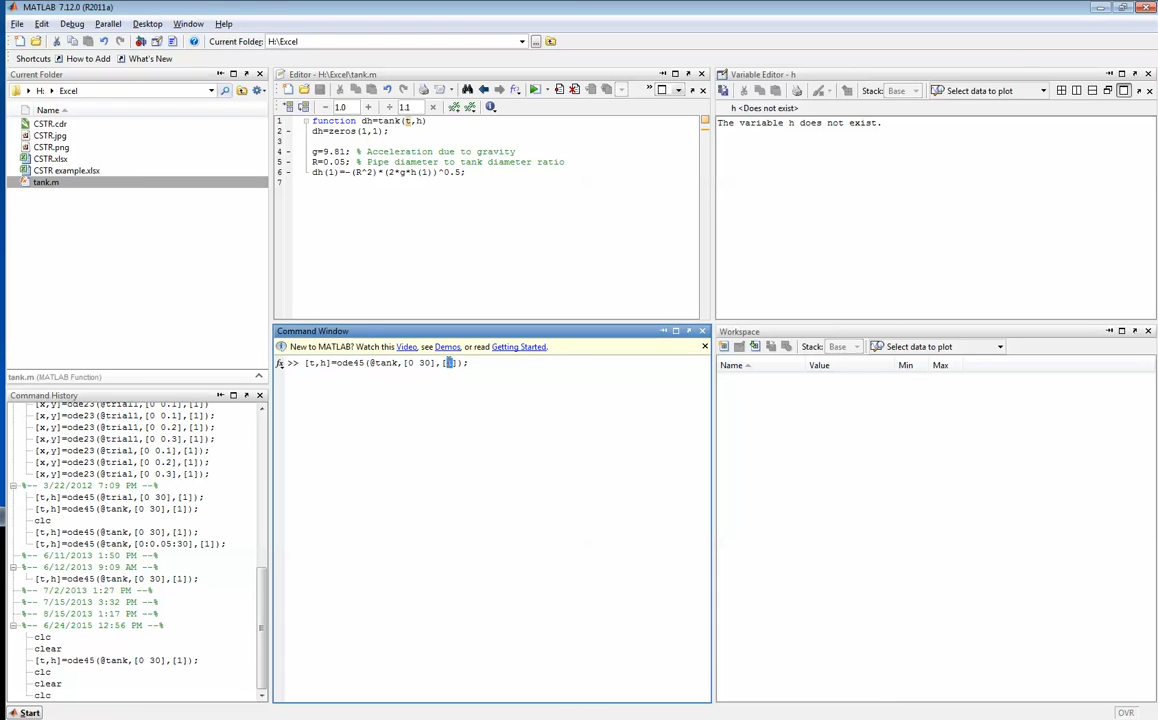 MATLAB 7.12.0 (R2011a)
File Edit Debug Parallel Desktop Window Help
Current Folder: H:\Excel
Shortcuts How to Add What's New
Current Folder
H: Excel
Name
CSTR.cdr
CSTR.jpg
CSTR.png
CSTR.xlsx
CSTR example.xlsx
tank.m
tank.m (MATLAB Function)
Command History
[x,y]=ode23(@trial1,[0 0.1],[1])
[x,y]=ode23(@trial1,[0 0.1],[1]);
[x,y]=ode23(@trial1,[0 0.2],[1]);
[x,y]=ode23(@trial1,[0 0.3],[1]);
[x,y]=ode23(@trial,[0 0.1],[1]);
[x,y]=ode23(@trial,[0 0.2],[1]);
[x,y]=ode23(@trial,[0 0.3],[1]);
%-- 3/22/2012 7:09 PM --%
[t,h]=ode45(@trial,[0 30],[1]);
[t,h]=ode45(@tank,[0 30],[1]);
clc
[t,h]=ode45(@tank,[0 30],[1]);
[t,h]=ode45(@tank,[0:0.05:30],[1]);
%-- 6/11/2013 1:50 PM --%
%-- 6/12/2013 9:09 AM --%
[t,h]=ode45(@tank,[0 30],[1]);
%-- 7/2/2013 1:27 PM --%
%-- 7/15/2013 3:32 PM --%
%-- 8/15/2013 1:17 PM --%
%-- 6/24/2015 12:56 PM --%
clc
clear
[t,h]=ode45(@tank,[0 30],[1]);
clc
clear
clc
Start
Editor - H:\Excel\tank.m
1.0 1.1
1 function dh=tank(t,h)
2 dh=zeros(1,1);
3
4 g=9.81; % Acceleration due to gravity
5 R=0.05; % Pipe diameter to tank diameter ratio
6 dh(1)=-(R^2)*(2*g*h(1))^0.5;
7
Command Window
New to MATLAB? Watch this Video, see Demos, or read Getting Started.
fx >> [t,h]=ode45(@tank,[0 30],[1]);
Variable Editor - h
Stack: Base Select data to plot
h <Does not exist>
The variable h does not exist.
Workspace
Stack: Base Select data to plot
Name Value Min Max
OVR